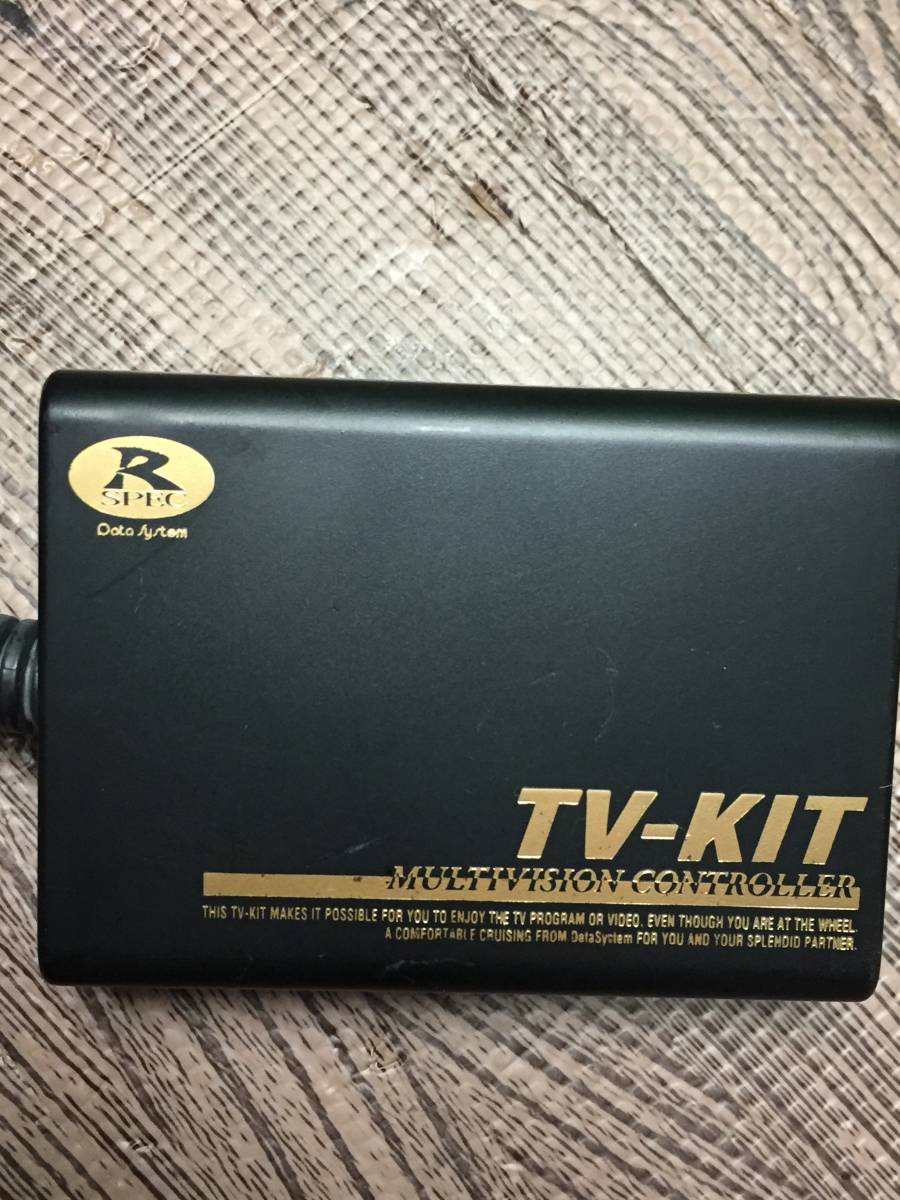 R
SPEC
Data System
TV-KIT
MULTIVISION CONTROLLER
THIS TV-KIT MAKES IT POSSIBLE FOR YOU TO ENJOY THE TV PROGRAM OR VIDEO, EVEN THOUGH YOU ARE AT THE WHEEL.
A COMFORTABLE CRUISING FROM DataSystem FOR YOU AND YOUR SPLENDID PARTNER.